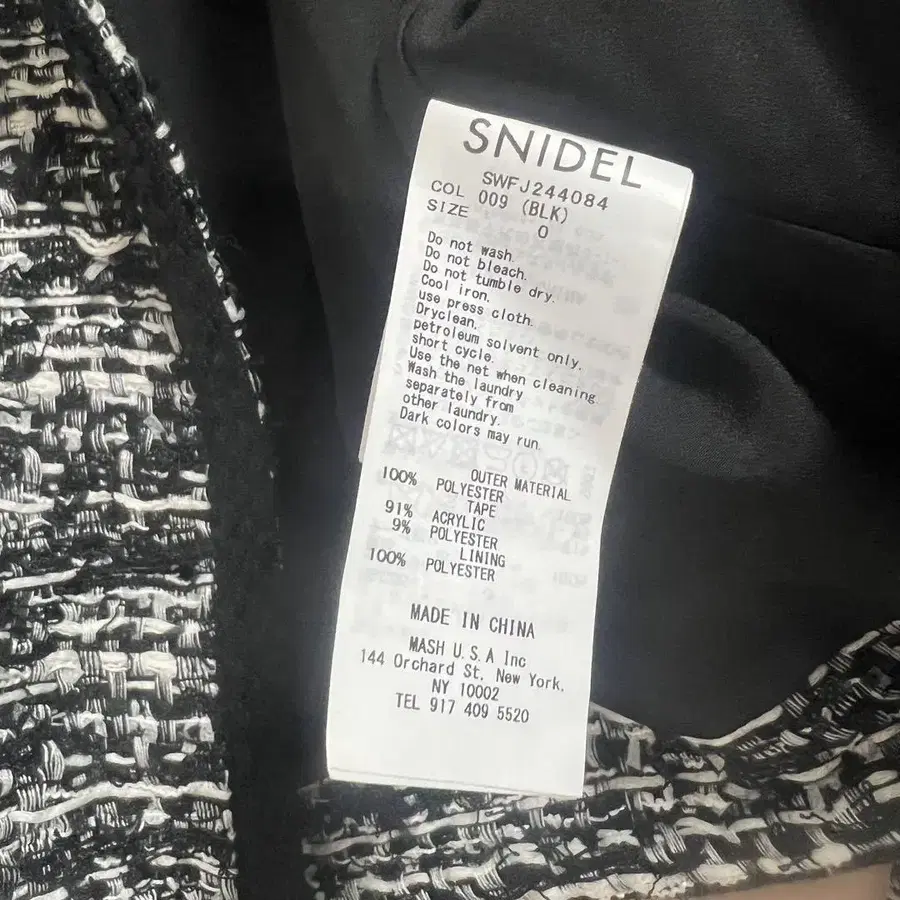 SNIDEL
SWFJ244084
COL 009 (BLK)
SIZE 0
Do not wash.
Do not bleach.
Do not tumble dry.
Cool iron.
use press cloth.
Dryclean.
petroleum solvent only.
short cycle.
Use the net when cleaning.
Wash the laundry
separately from
other laundry.
Dark colors may run.
OUTER MATERIAL
100% POLYESTER
TAPE
91% ACRYLIC
9% POLYESTER
LINING
100% POLYESTER
MADE IN CHINA
MASH U.S.A Inc
144 Orchard St, New York,
NY 10002
TEL 917 409 5520